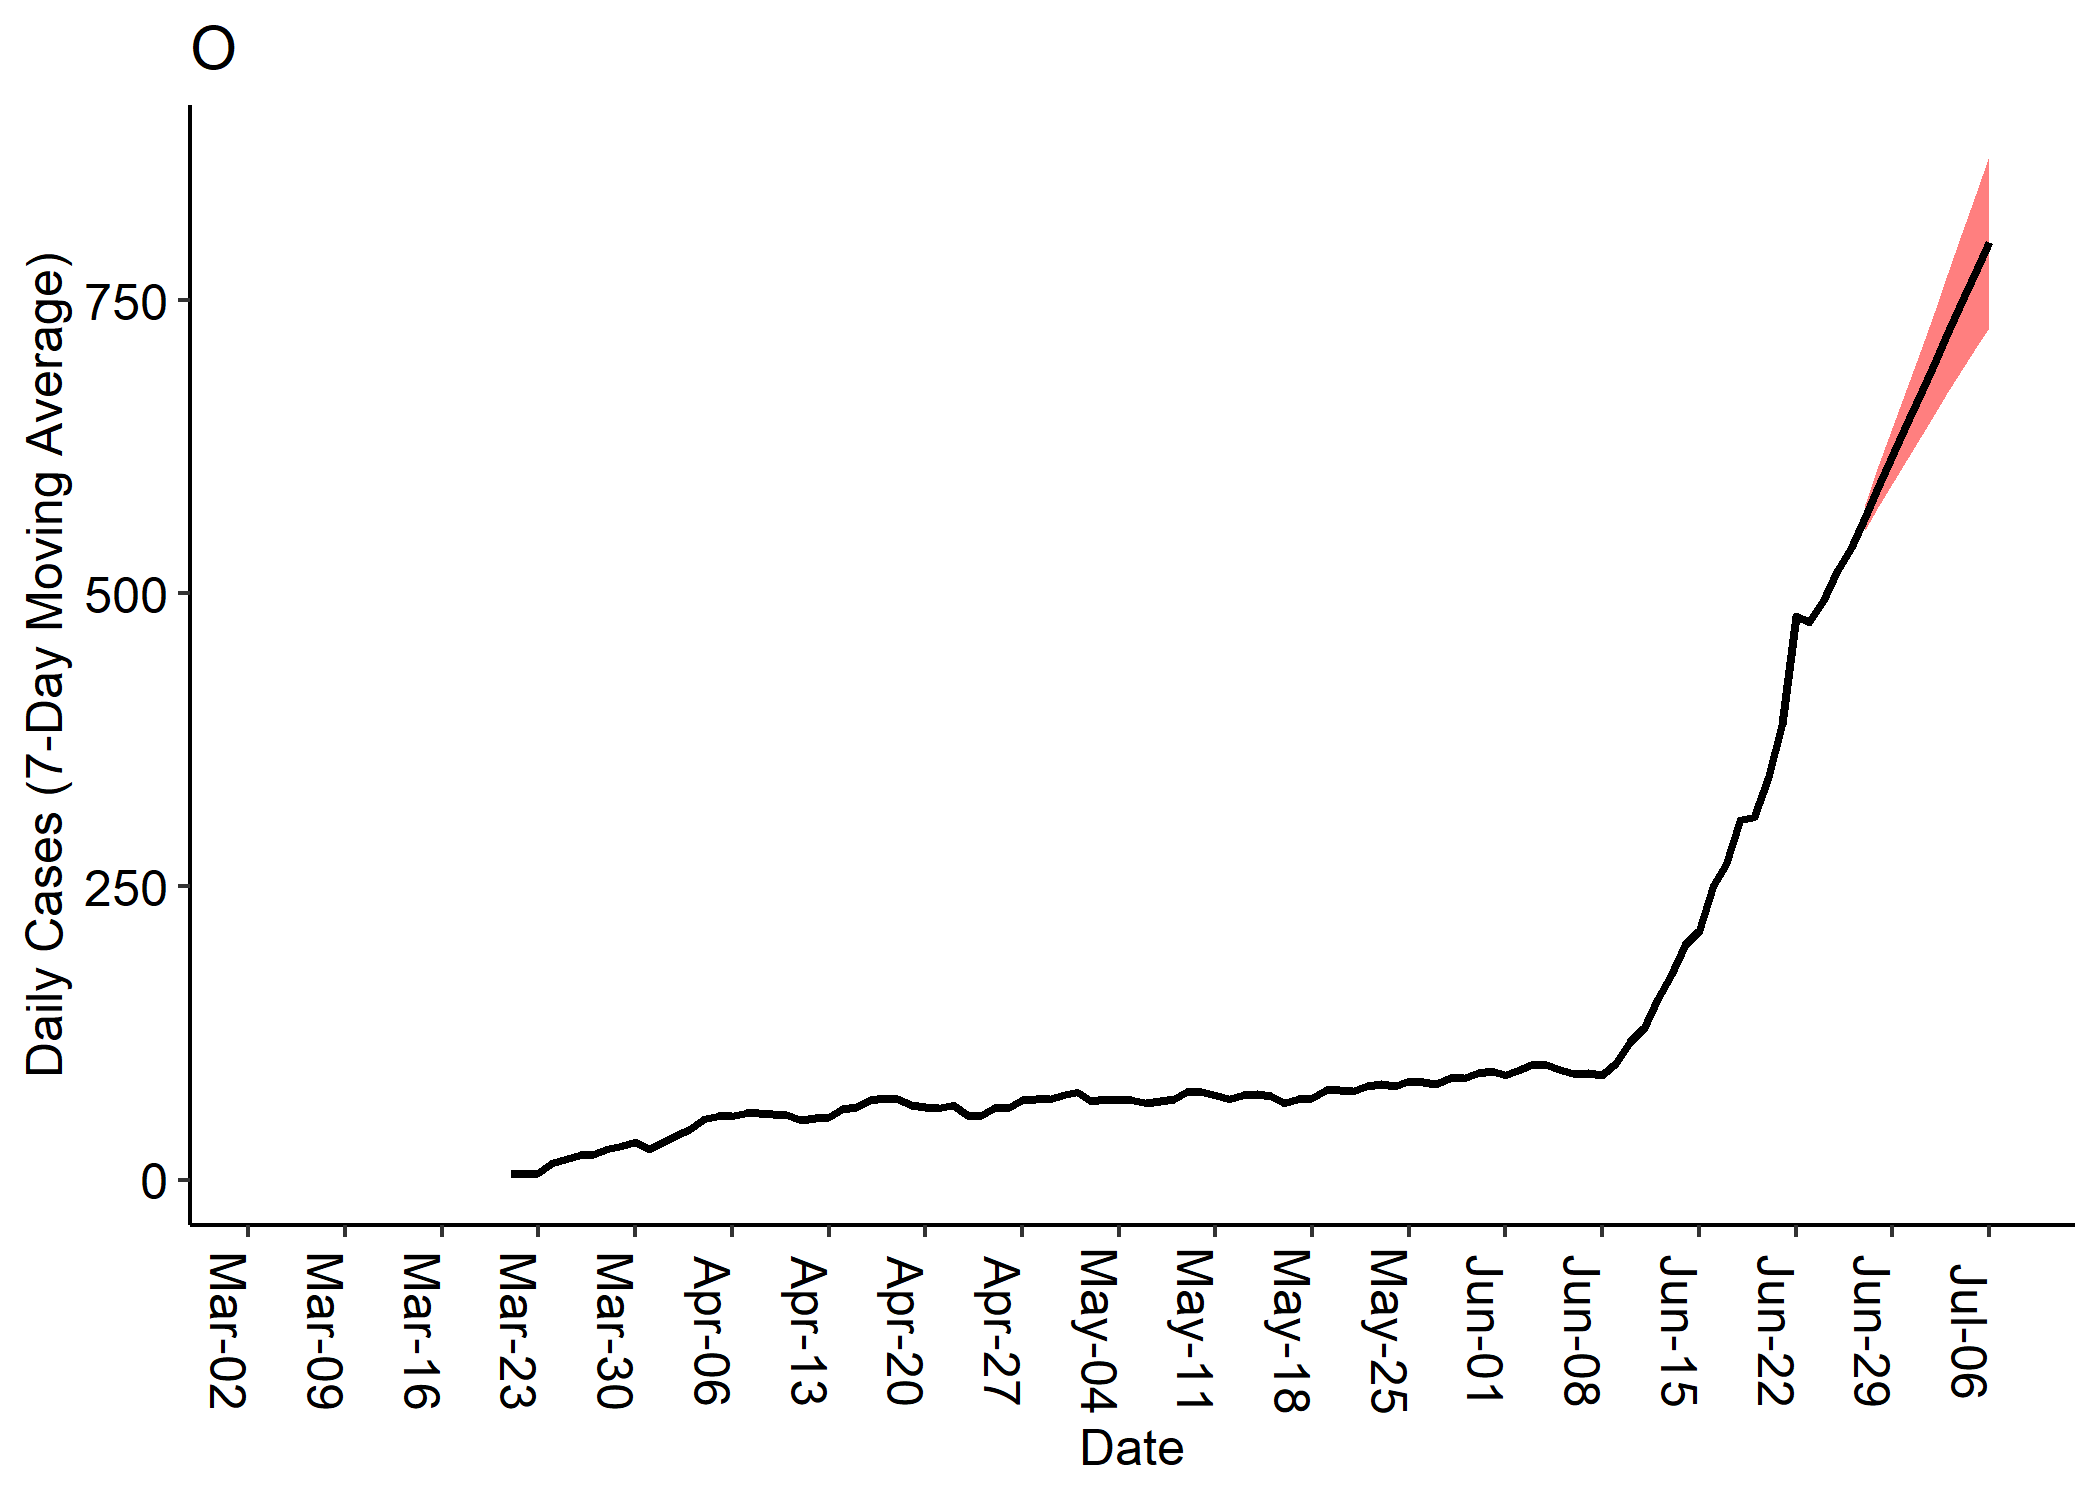 O
Daily Cases (7-Day Moving Average)
750
500
250
0
Mar-02
Mar-09
Mar-16
Mar-23
Mar-30
Apr-06
Apr-13
Apr-20
Apr-27
May-04
May-11
May-18
May-25
Jun-01
Jun-08
Jun-15
Jun-22
Jun-29
Jul-06
Date